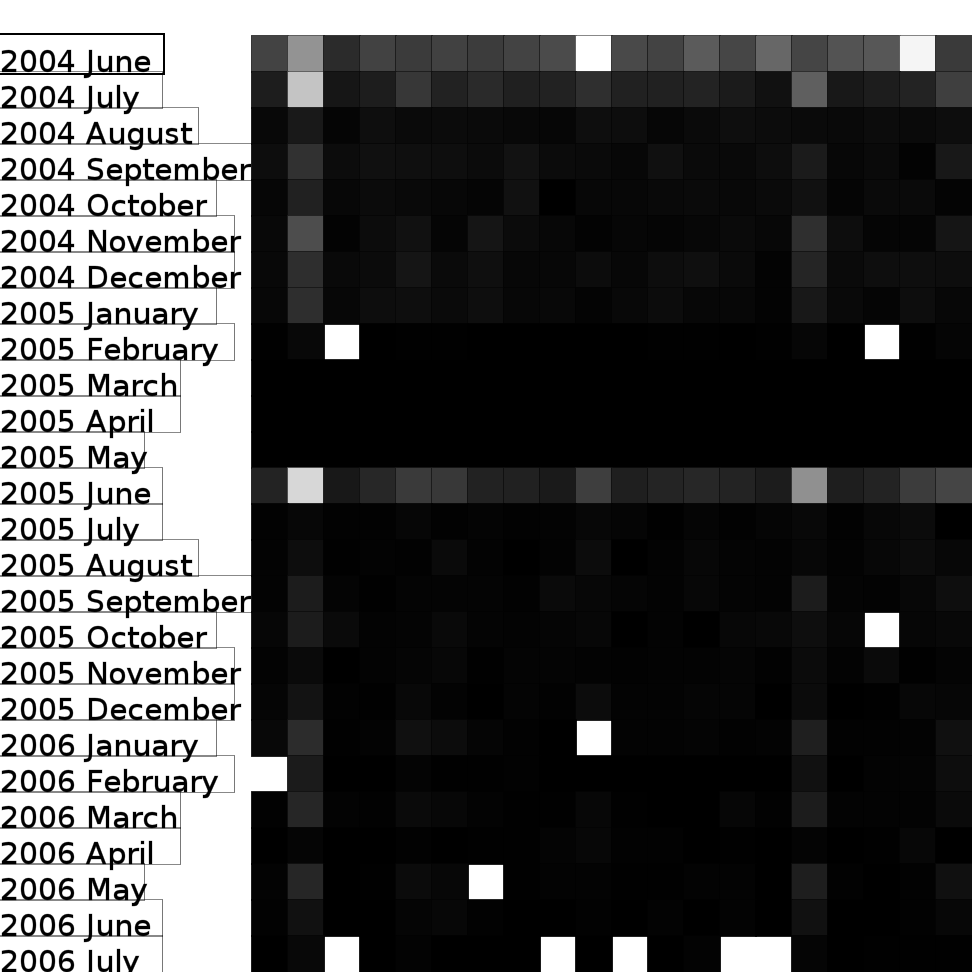 2004 June
2004 July
2004 August
2004 September
2004 October
2004 November
2004 December
2005 January
2005 February
2005 March
2005 April
2005 May
2005 June
2005 July
2005 August
2005 September
2005 October
2005 November
2005 December
2006 January
2006 February
2006 March
2006 April
2006 May
2006 June
2006 July